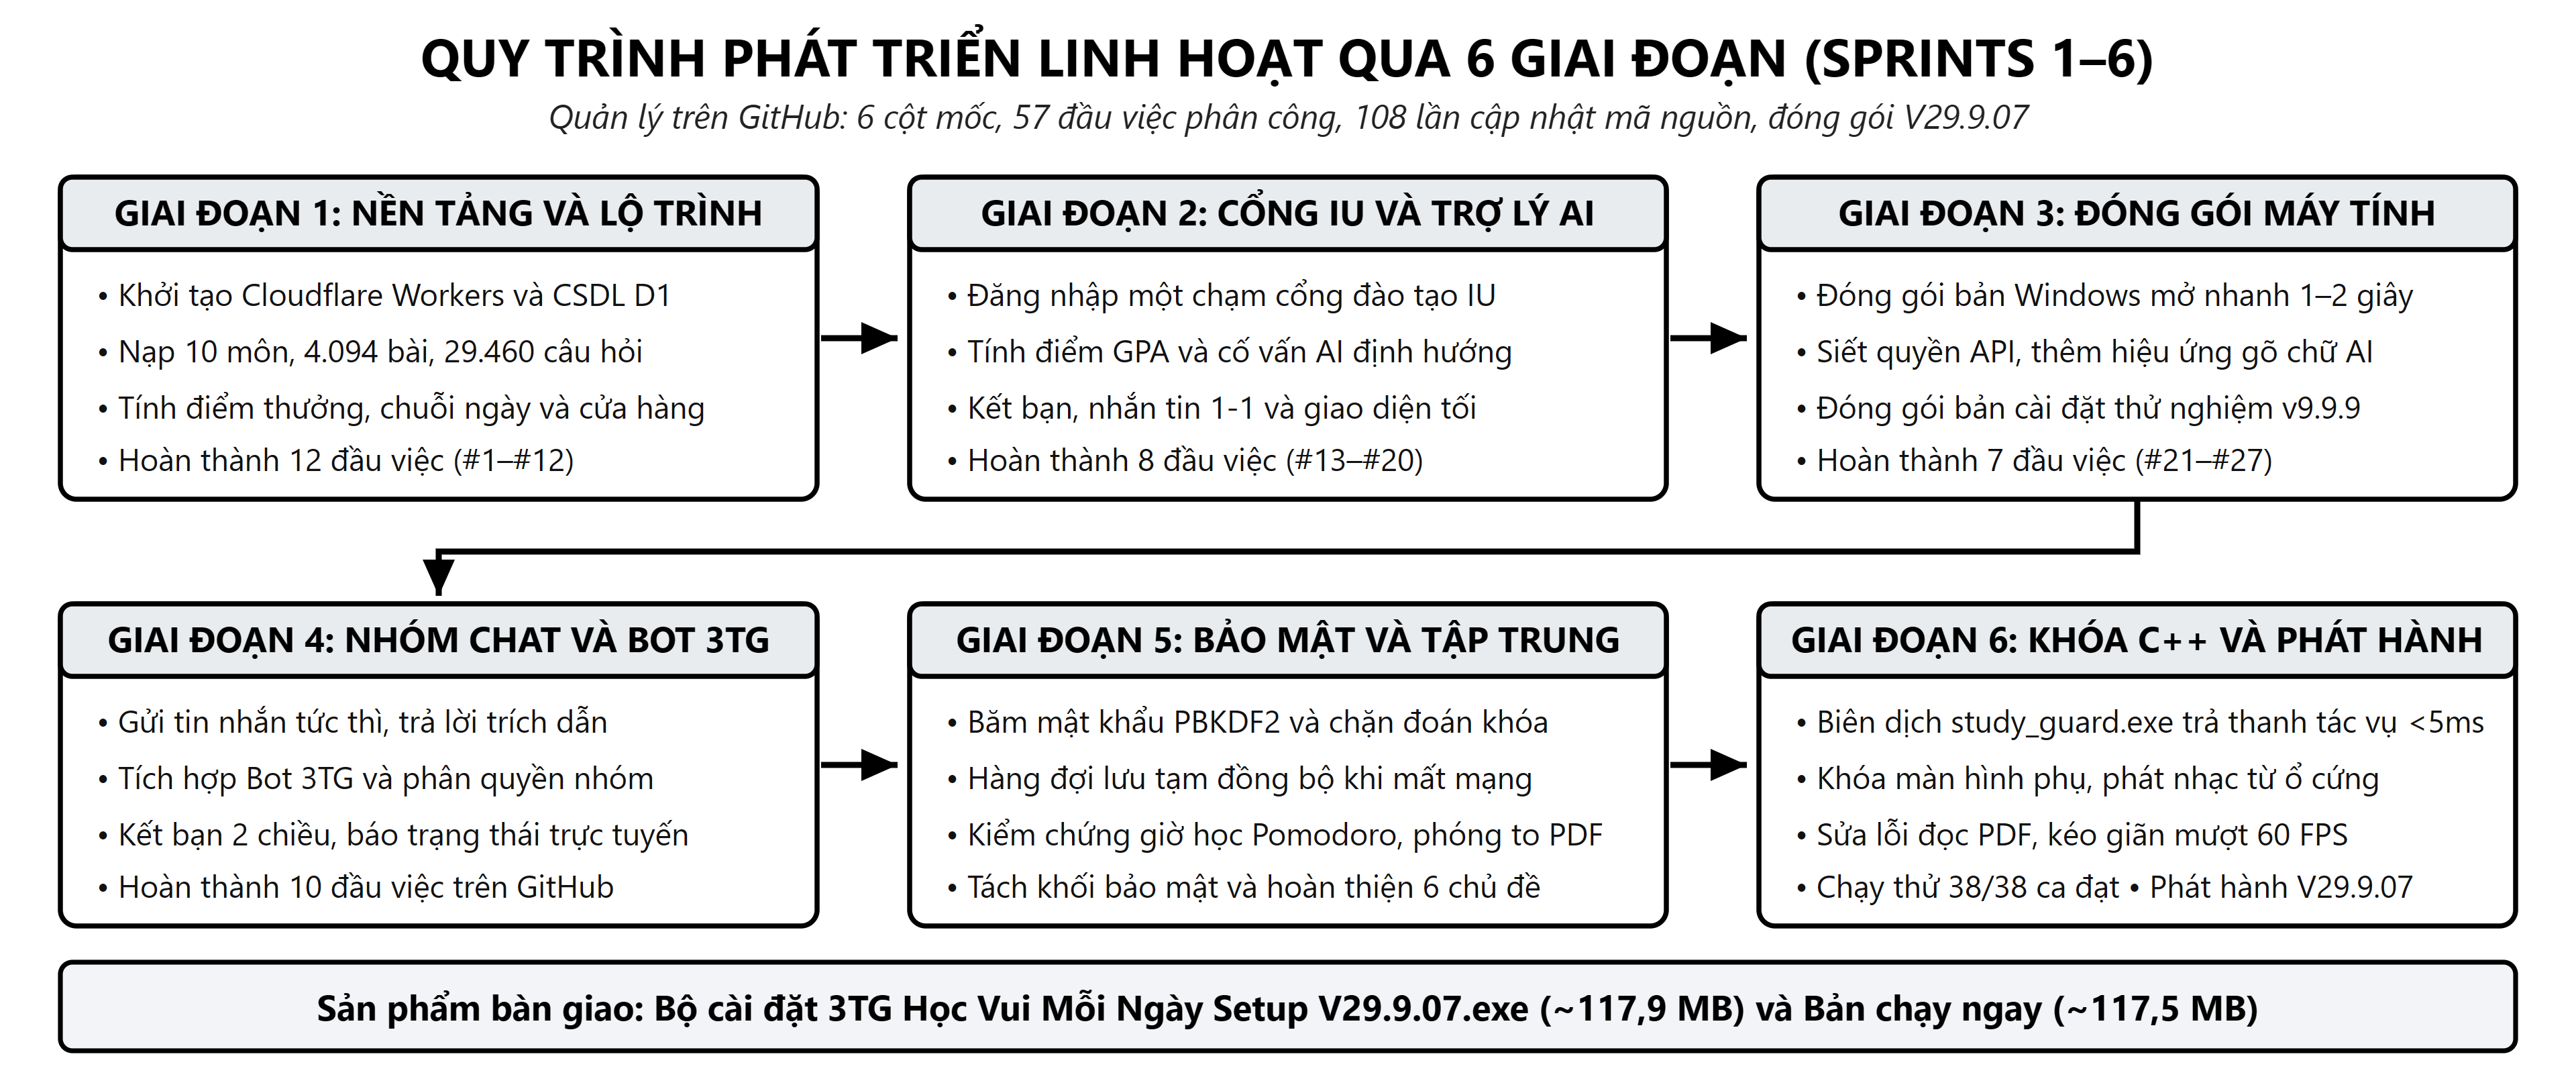 QUY TRÌNH PHÁT TRIỂN LINH HOẠT QUA 6 GIAI ĐOẠN (SPRINTS 1–6)
Quản lý trên GitHub: 6 cột mốc, 57 đầu việc phân công, 108 lần cập nhật mã nguồn, đóng gói V29.9.07
GIAI ĐOẠN 1: NỀN TẢNG VÀ LỘ TRÌNH
• Khởi tạo Cloudflare Workers và CSDL D1
• Nạp 10 môn, 4.094 bài, 29.460 câu hỏi
• Tính điểm thưởng, chuỗi ngày và cửa hàng
• Hoàn thành 12 đầu việc (#1–#12)
GIAI ĐOẠN 2: CỔNG IU VÀ TRỢ LÝ AI
• Đăng nhập một chạm cổng đào tạo IU
• Tính điểm GPA và cố vấn AI định hướng
• Kết bạn, nhắn tin 1-1 và giao diện tối
• Hoàn thành 8 đầu việc (#13–#20)
GIAI ĐOẠN 3: ĐÓNG GÓI MÁY TÍNH
• Đóng gói bản Windows mở nhanh 1–2 giây
• Siết quyền API, thêm hiệu ứng gõ chữ AI
• Đóng gói bản cài đặt thử nghiệm v9.9.9
• Hoàn thành 7 đầu việc (#21–#27)
GIAI ĐOẠN 4: NHÓM CHAT VÀ BOT 3TG
• Gửi tin nhắn tức thì, trả lời trích dẫn
• Tích hợp Bot 3TG và phân quyền nhóm
• Kết bạn 2 chiều, báo trạng thái trực tuyến
• Hoàn thành 10 đầu việc trên GitHub
GIAI ĐOẠN 5: BẢO MẬT VÀ TẬP TRUNG
• Băm mật khẩu PBKDF2 và chặn đoán khóa
• Hàng đợi lưu tạm đồng bộ khi mất mạng
• Kiểm chứng giờ học Pomodoro, phóng to PDF
• Tách khối bảo mật và hoàn thiện 6 chủ đề
GIAI ĐOẠN 6: KHÓA C++ VÀ PHÁT HÀNH
• Biên dịch study_guard.exe trả thanh tác vụ <5ms
• Khóa màn hình phụ, phát nhạc từ ổ cứng
• Sửa lỗi đọc PDF, kéo giãn mượt 60 FPS
• Chạy thử 38/38 ca đạt • Phát hành V29.9.07
Sản phẩm bàn giao: Bộ cài đặt 3TG Học Vui Mỗi Ngày Setup V29.9.07.exe (~117,9 MB) và Bản chạy ngay (~117,5 MB)